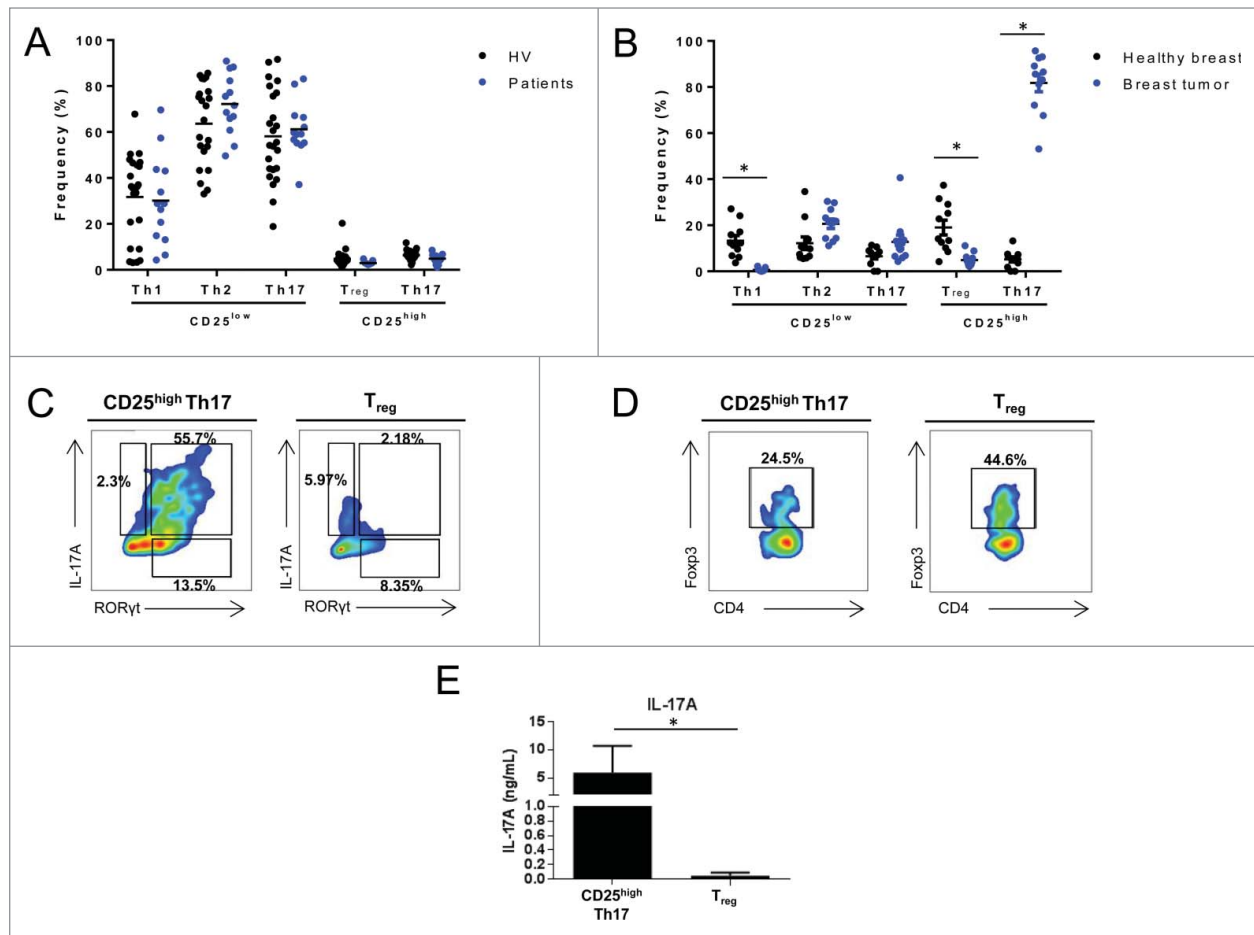 A
Frequency (%)
100
80
60
40
20
0
HV
Patients
Th1 Th2 Th17 Treg Th17
CD25low CD25high
B
Frequency (%)
100
80
60
40
20
0
* * *
Healthy breast
Breast tumor
Th1 Th2 Th17 Treg Th17
CD25low CD25high
C
CD25high Th17
55.7%
2.3%
13.5%
IL-17A
RORγt
Treg
2.18%
5.97%
8.35%
IL-17A
RORγt
D
CD25high Th17
24.5%
Foxp3
CD4
Treg
44.6%
Foxp3
CD4
E
IL-17A
*
IL-17A (ng/mL)
15
10
5
1.0
0.8
0.6
0.4
0.2
0.0
CD25high
Th17
Treg